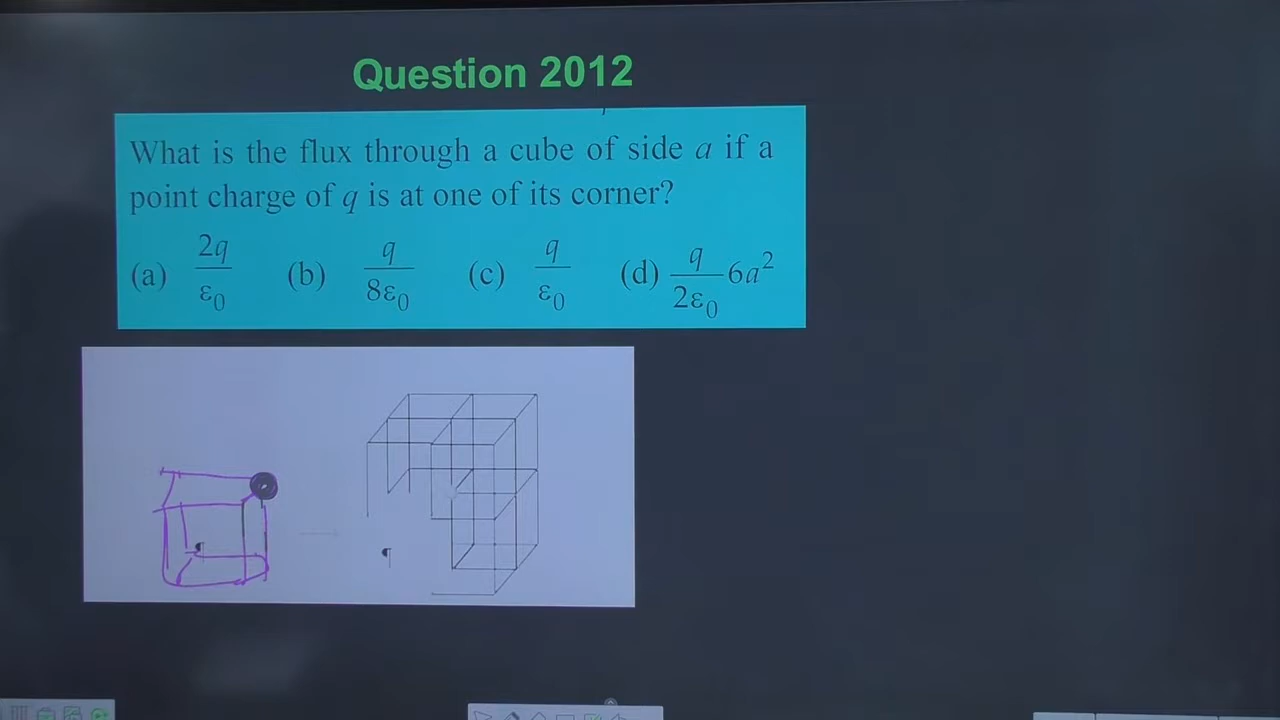 Question 2012
What is the flux through a cube of side a if a
point charge of q is at one of its corner?
(a) 2q/ε₀ (b) q/8ε₀ (c) q/ε₀ (d) q/2ε₀ 6a²
¶ ¶